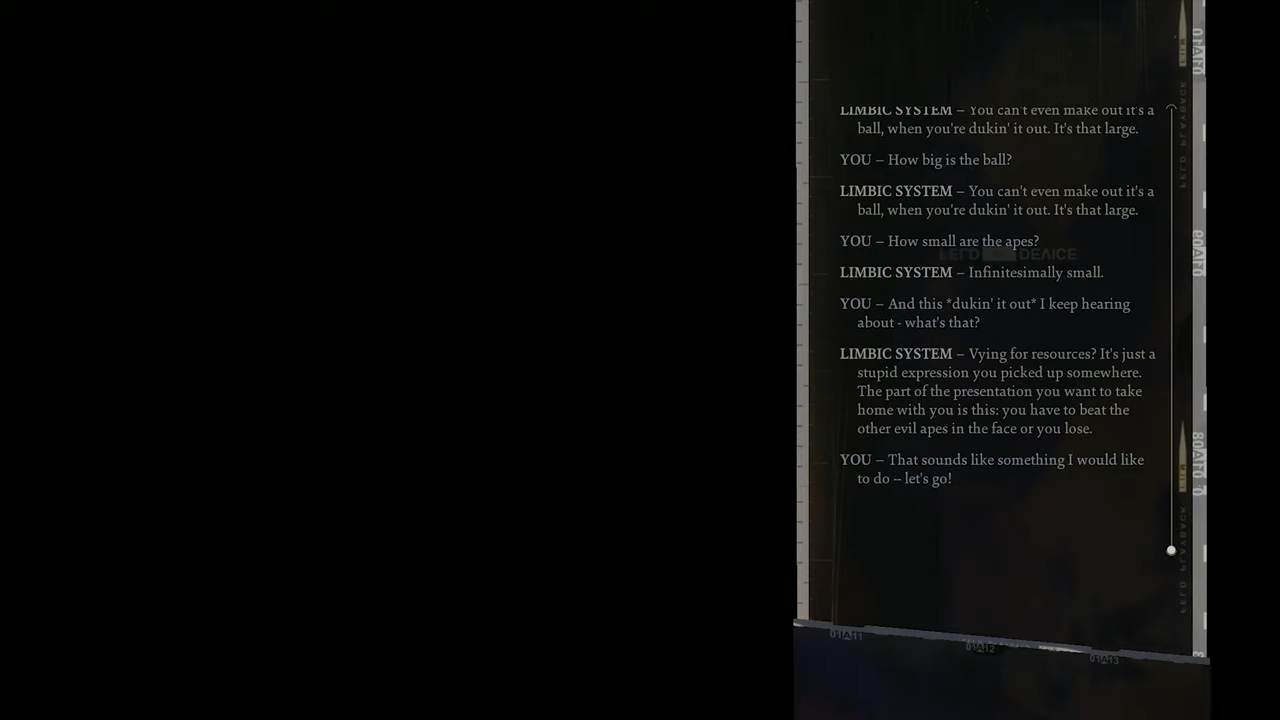 LIMBIC SYSTEM – You can't even make out it's a
ball, when you're dukin' it out. It's that large.
YOU – How big is the ball?
LIMBIC SYSTEM – You can't even make out it's a
ball, when you're dukin' it out. It's that large.
YOU – How small are the apes?
LIMBIC SYSTEM – Infinitesimally small.
YOU – And this *dukin' it out* I keep hearing
about - what's that?
LIMBIC SYSTEM – Vying for resources? It's just a
stupid expression you picked up somewhere.
The part of the presentation you want to take
home with you is this: you have to beat the
other evil apes in the face or you lose.
YOU – That sounds like something I would like
to do – let's go!
01A11
01A12
01A13